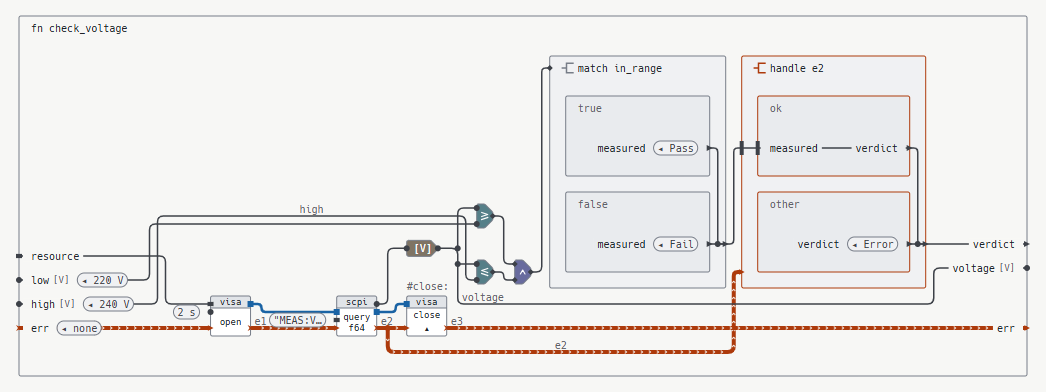 fn check_voltage
match in_range
handle e2
true
ok
measured ◂ Pass
measured verdict
false
other
measured ◂ Fail
verdict ◂ Error
high
≥
[V]
≤
∧
resource
low [V] ◂ 220 V
high [V] ◂ 240 V
err ◂ none
2 s
visa
open
e1
"MEAS:V…
scpi
query
f64
e2
#close:
visa
close
▴
e3
voltage
e2
verdict
voltage [V]
err